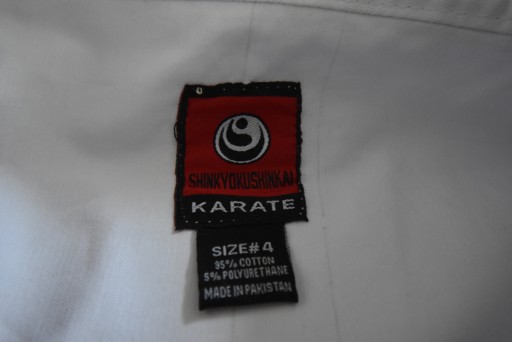 SHINKYOKUSHINKAI
KARATE
SIZE# 4
95% COTTON
5% POLYURETHANE
MADE IN PAKISTAN